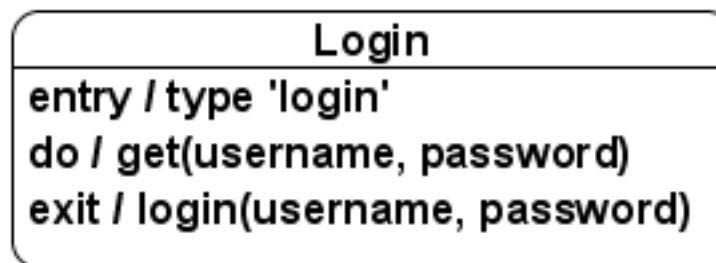 Login
entry / type 'login'
do / get(username, password)
exit / login(username, password)